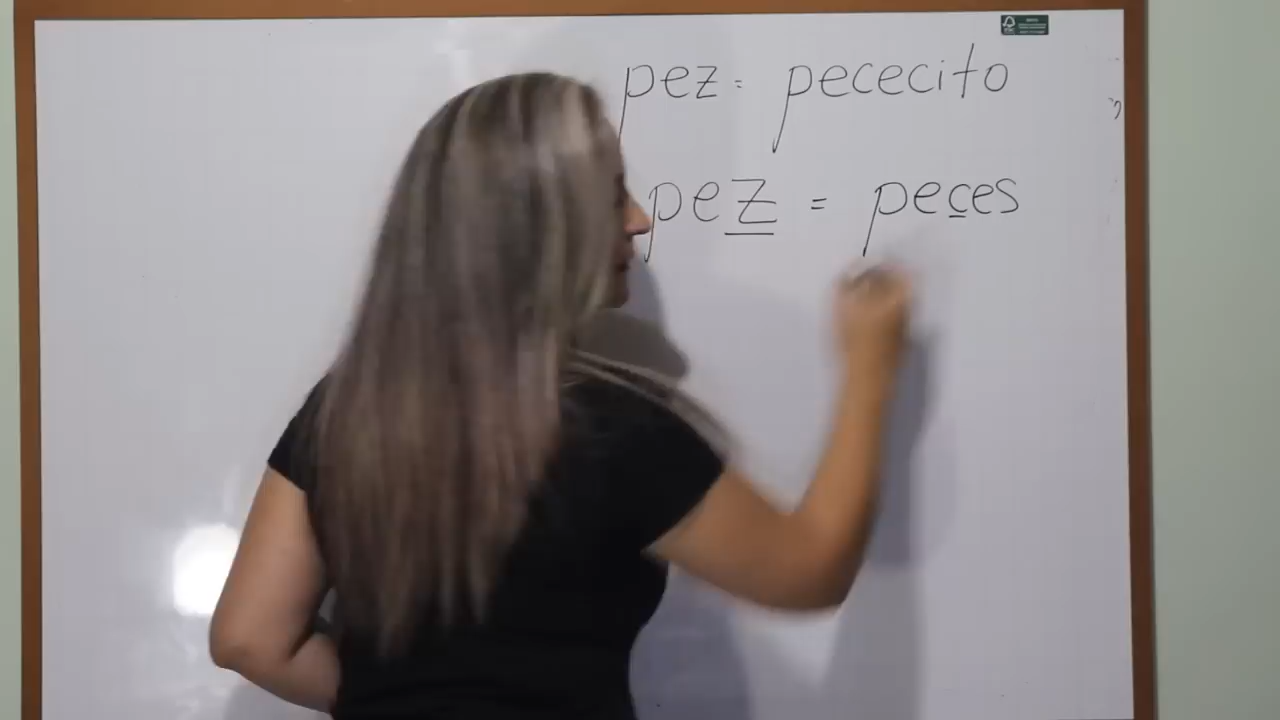 pez = pececito
pez = peces